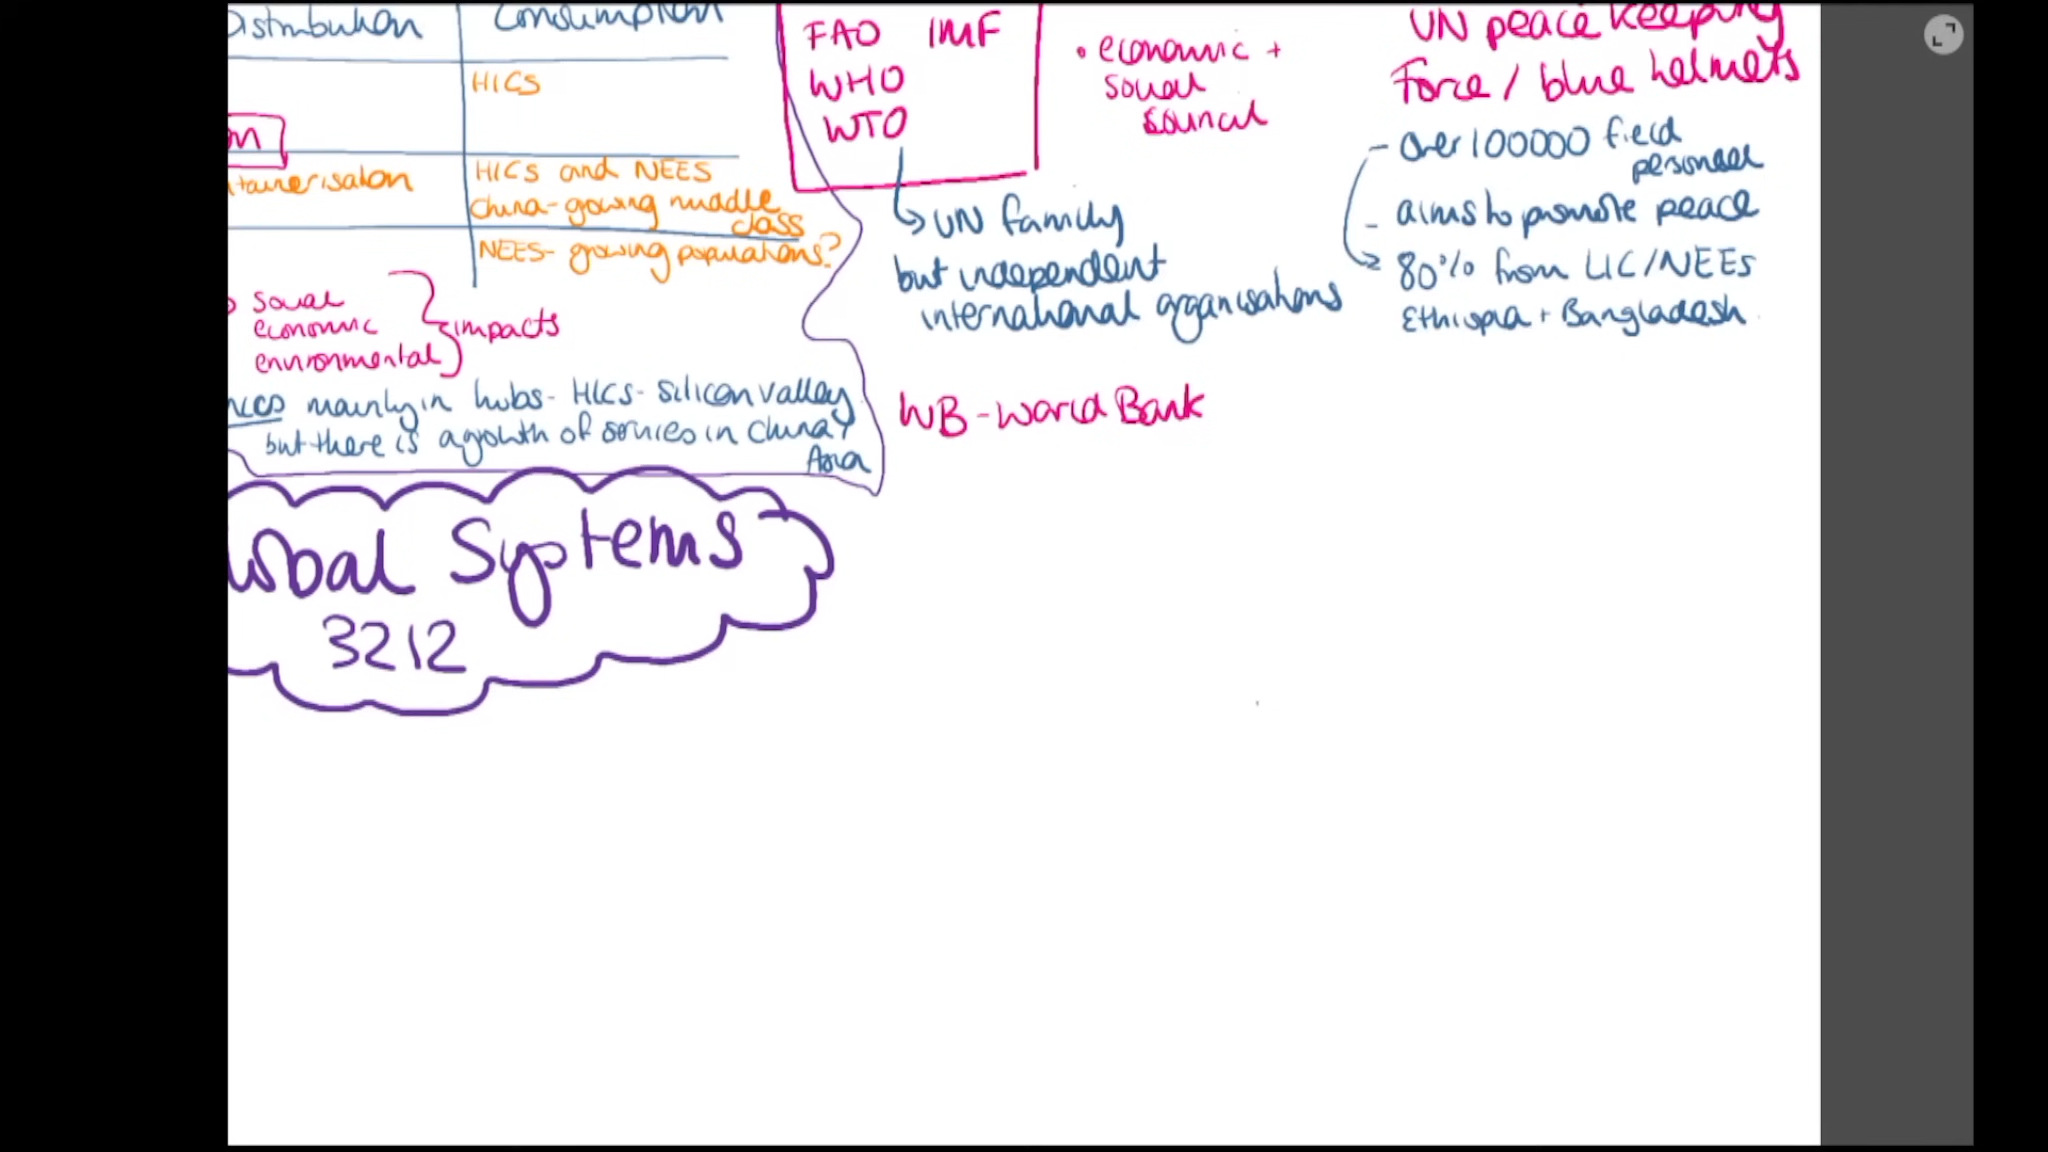 Distribution
Consumption
HICS
on
ntainerisation
HICs and NEES
China - growing middle
class
NEES - growing populations?
social
economic
environmental
impacts
mainly in hubs - HICS - silicon valley
but there is a growth of services in China/
Asia
Global Systems
3212
FAO IMF
WHO
WTO
• economic +
social
council
UN family
but independent
international organisations
WB - World Bank
UN peace keeping
Force / blue helmets
- Over 100000 field
personnel
- aims to promote peace
80% from LIC/NEEs
Ethiopia + Bangladesh